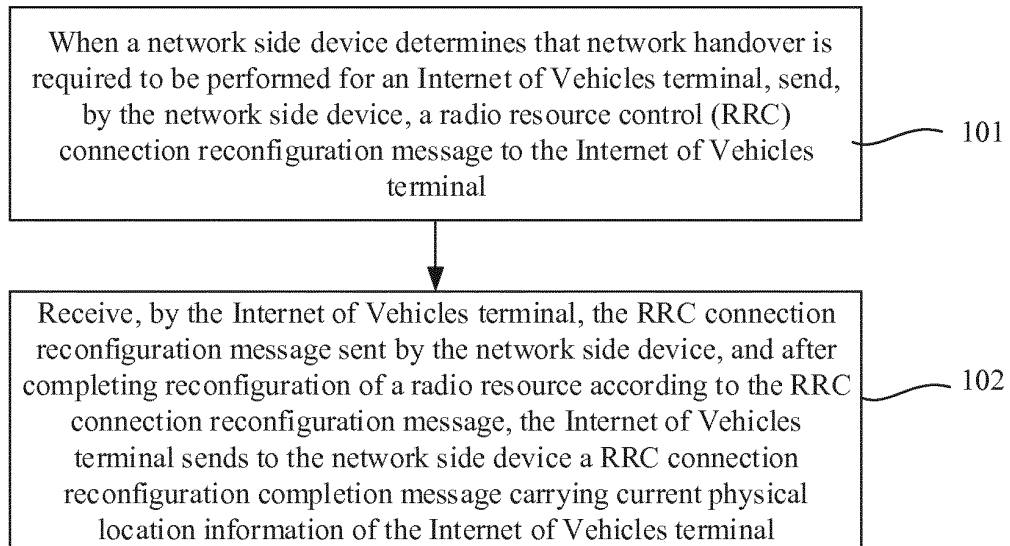 When a network side device determines that network handover is
required to be performed for an Internet of Vehicles terminal, send,
by the network side device, a radio resource control (RRC)
connection reconfiguration message to the Internet of Vehicles
terminal
101
Receive, by the Internet of Vehicles terminal, the RRC connection
reconfiguration message sent by the network side device, and after
completing reconfiguration of a radio resource according to the RRC
connection reconfiguration message, the Internet of Vehicles
terminal sends to the network side device a RRC connection
reconfiguration completion message carrying current physical
location information of the Internet of Vehicles terminal
102